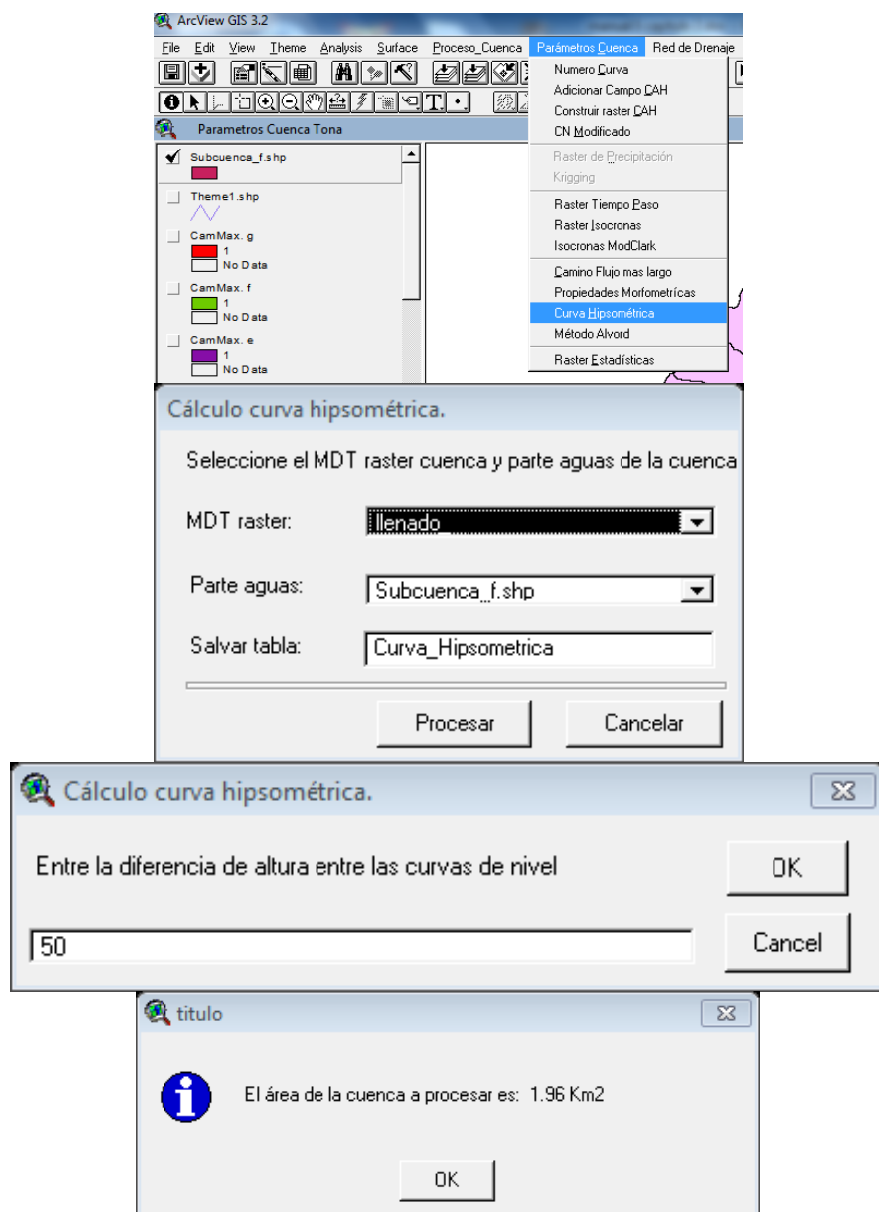 ArcView GIS 3.2
File Edit View Theme Analysis Surface Proceso_Cuenca Parámetros Cuenca Red de Drenaje
Numero Curva
Adicionar Campo CAH
Construir raster CAH
CN Modificado
Raster de Precipitación
Krigging
Raster Tiempo Paso
Raster Isocronas
Isocronas ModClark
Camino Flujo mas largo
Propiedades Morfometrícas
Curva Hipsométrica
Método Alvord
Raster Estadísticas
Parametros Cuenca Tona
Subcuenca_f.shp
Theme1.shp
CamMax. g
1
No Data
CamMax. f
1
No Data
CamMax. e
1
No Data
Cálculo curva hipsométrica.
Seleccione el MDT raster cuenca y parte aguas de la cuenca
MDT raster: llenado_
Parte aguas: Subcuenca_f.shp
Salvar tabla: Curva_Hipsometrica
Procesar Cancelar
Cálculo curva hipsométrica.
Entre la diferencia de altura entre las curvas de nivel
OK
50
Cancel
titulo
El área de la cuenca a procesar es: 1.96 Km2
OK